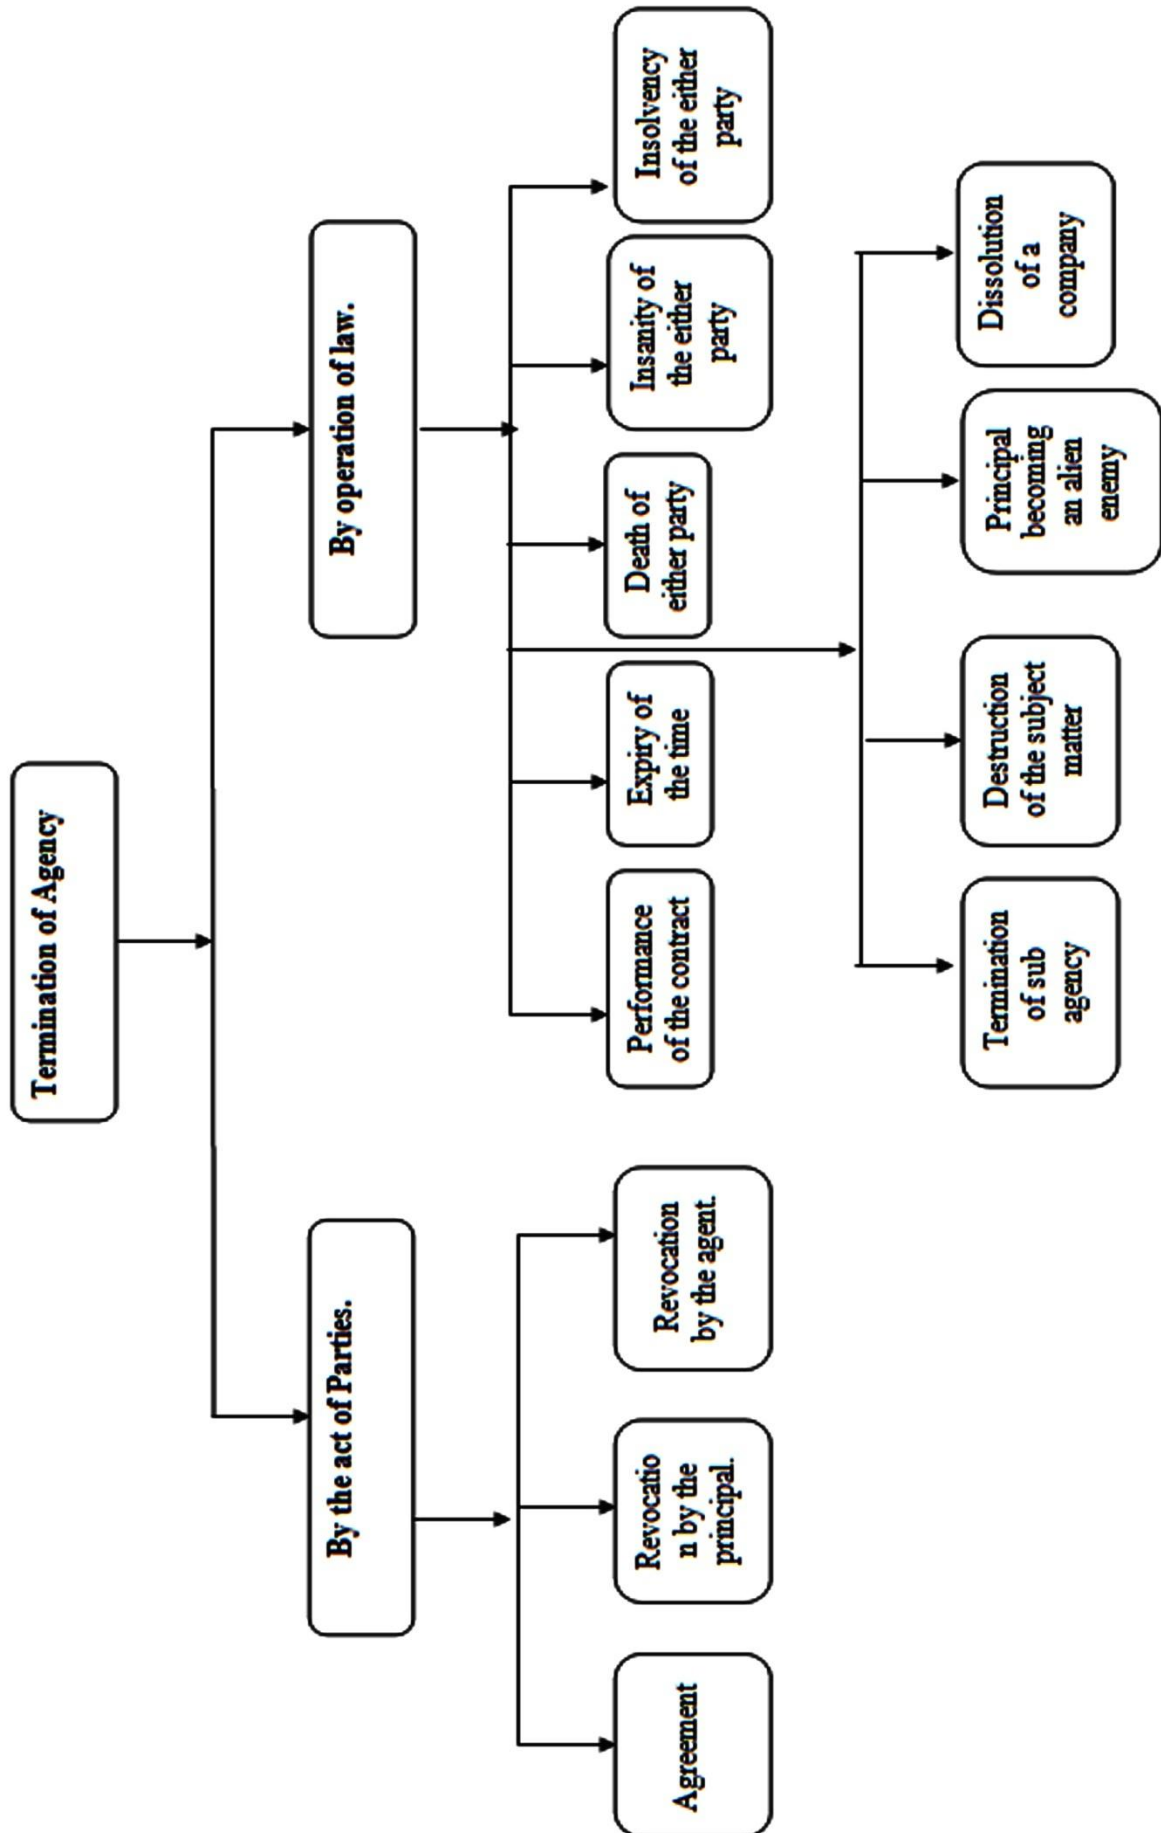 Termination of Agency
By the act of Parties.
By operation of law.
Agreement
Revocatio
n by the
principal.
Revocation
by the agent.
Performance
of the contract
Expiry of
the time
Death of
either party
Insanity of
the either
party
Insolvency
of the either
party
Termination
of sub
agency
Destruction
of the subject
matter
Principal
becoming
an alien
enemy
Dissolution
of a
company